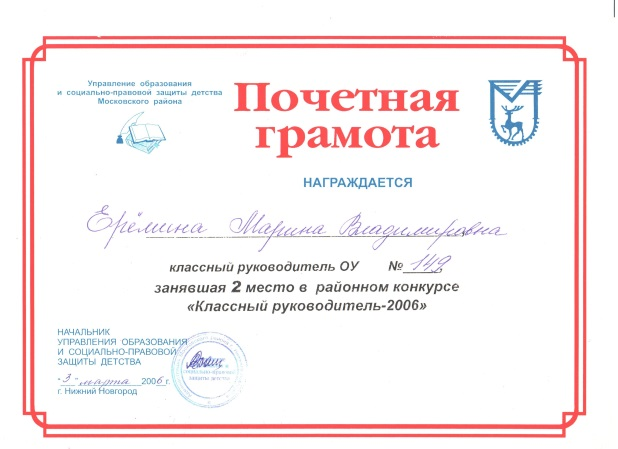 Управление образования
и социально-правовой защиты детства
Московского района
Почетная
грамота
НАГРАЖДАЕТСЯ
Ерёмина Марина Владимировна
классный руководитель ОУ № 149
занявшая 2 место в районном конкурсе
«Классный руководитель-2006»
НАЧАЛЬНИК
УПРАВЛЕНИЯ ОБРАЗОВАНИЯ
И СОЦИАЛЬНО-ПРАВОВОЙ
ЗАЩИТЫ ДЕТСТВА
"3" марта 2006 г.
г. Нижний Новгород